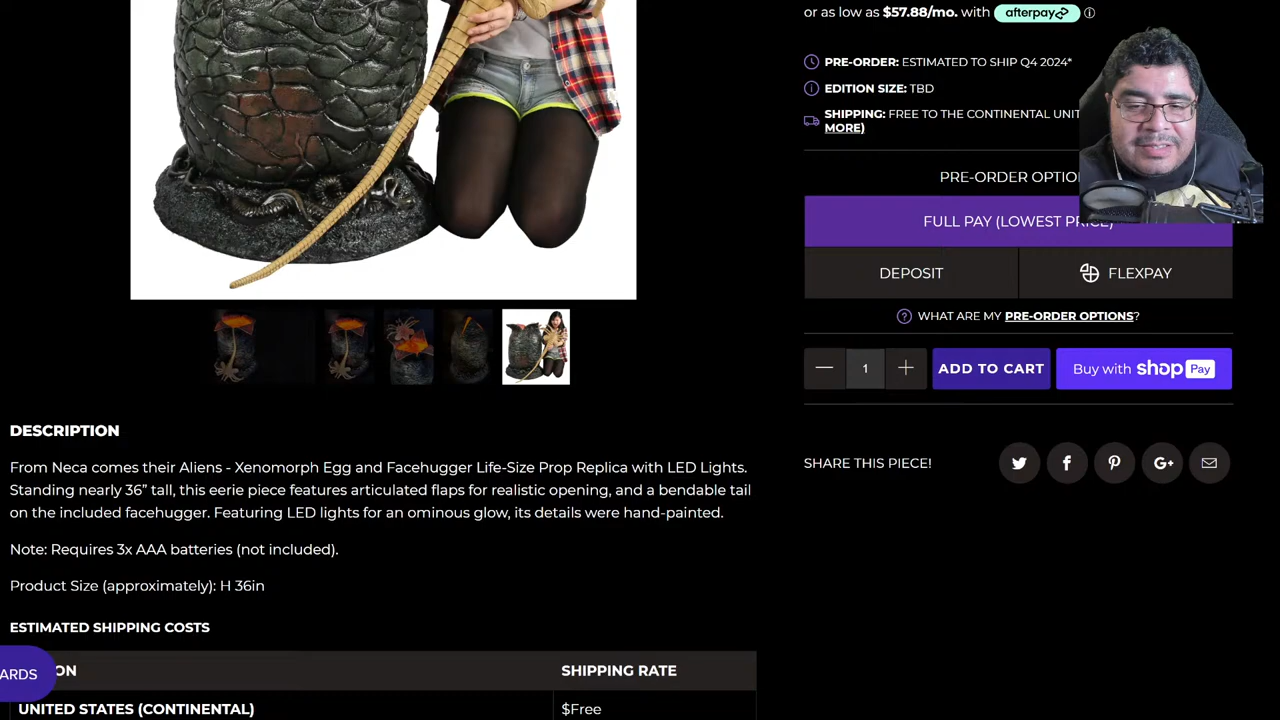 or as low as $57.88/mo. with afterpay
PRE-ORDER: ESTIMATED TO SHIP Q4 2024*
EDITION SIZE: TBD
SHIPPING: FREE TO THE CONTINENTAL
MORE)
PRE-ORDER
FULL PAY (LOWEST PRICE)
DEPOSIT
FLEXPAY
WHAT ARE MY PRE-ORDER OPTIONS?
1
ADD TO CART
Buy with shop Pay
SHARE THIS PIECE!
G+
DESCRIPTION
From Neca comes their Aliens - Xenomorph Egg and Facehugger Life-Size Prop Replica with LED Lights.
Standing nearly 36” tall, this eerie piece features articulated flaps for realistic opening, and a bendable tail
on the included facehugger. Featuring LED lights for an ominous glow, its details were hand-painted.
Note: Requires 3x AAA batteries (not included).
Product Size (approximately): H 36in
ESTIMATED SHIPPING COSTS
SHIPPING RATE
UNITED STATES (CONTINENTAL)
$Free